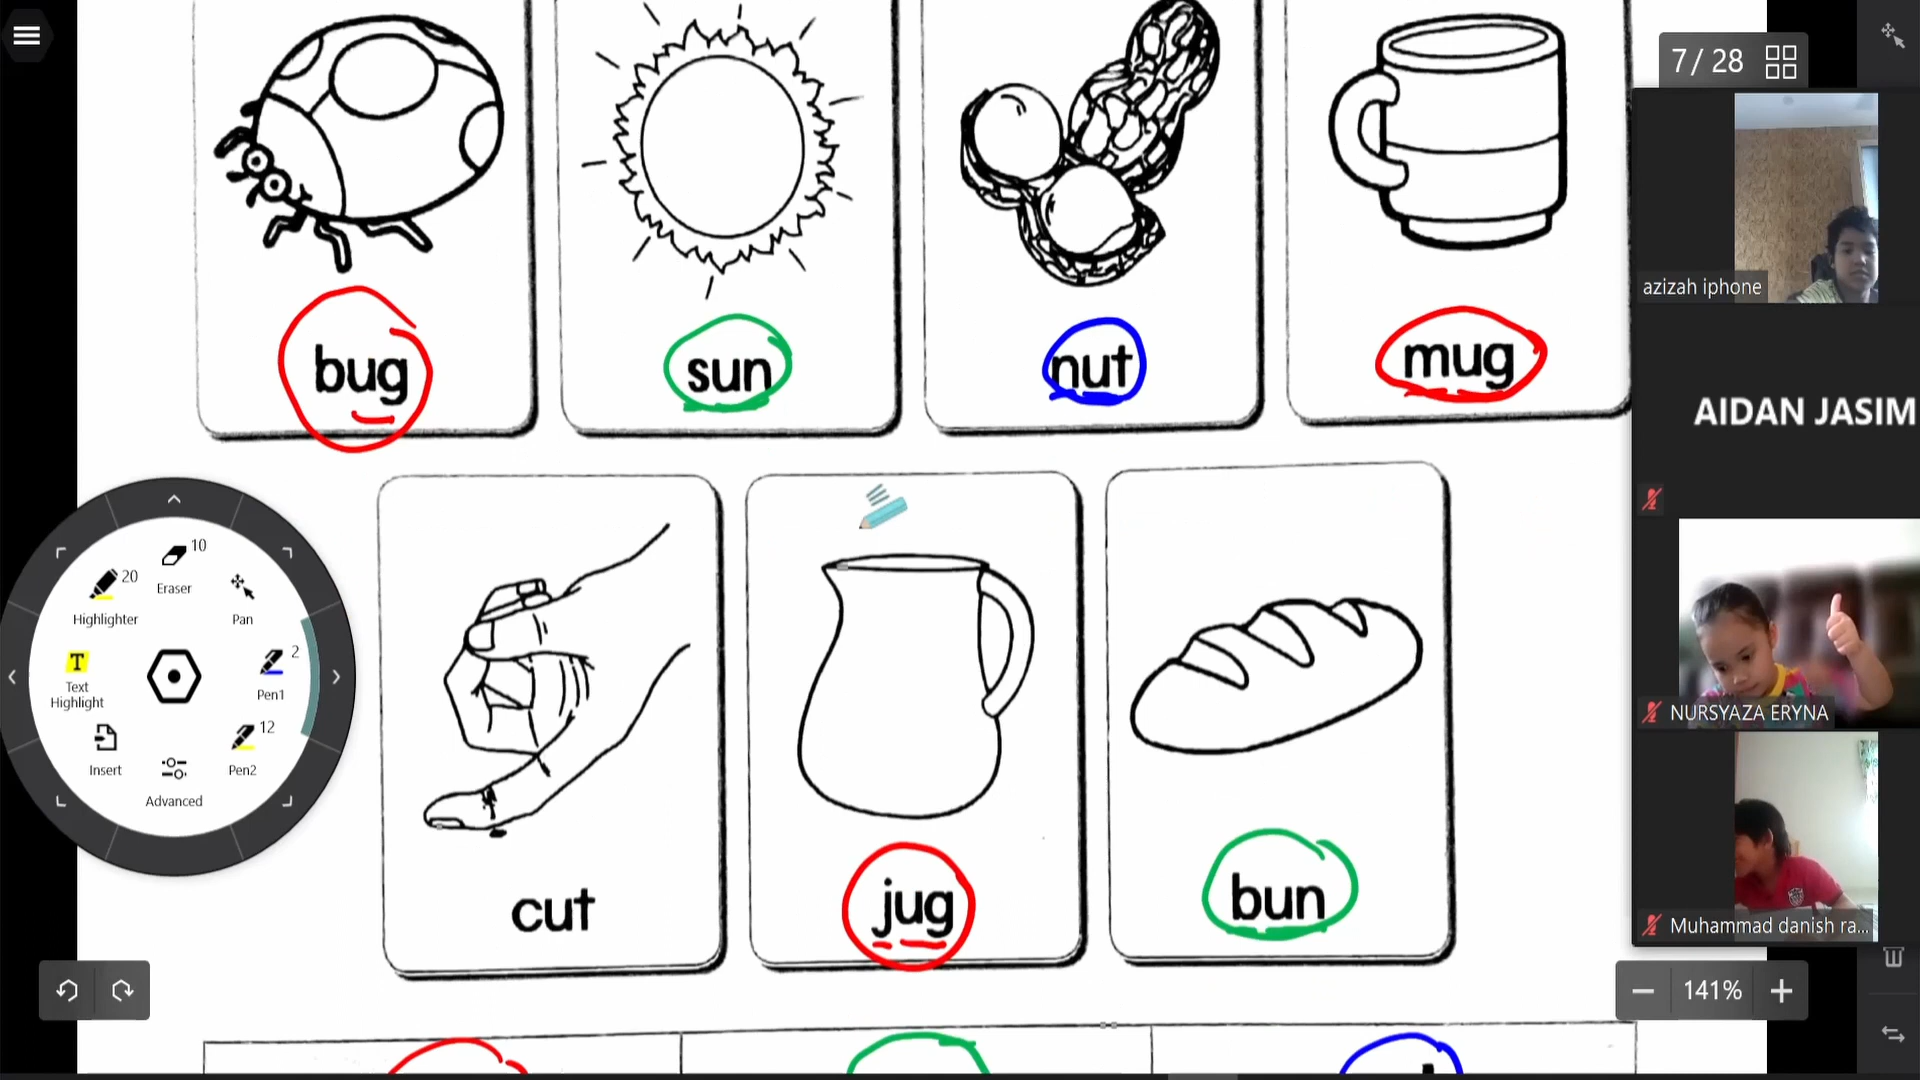 7 / 28
bug
sun
nut
mug
azizah iphone
AIDAN JASIM
10
Eraser
20
Highlighter
Pan
T
Text Highlight
2
Pen1
Insert
12
Pen2
Advanced
NURSYAZA ERYNA
cut
jug
bun
Muhammad danish ra...
141%